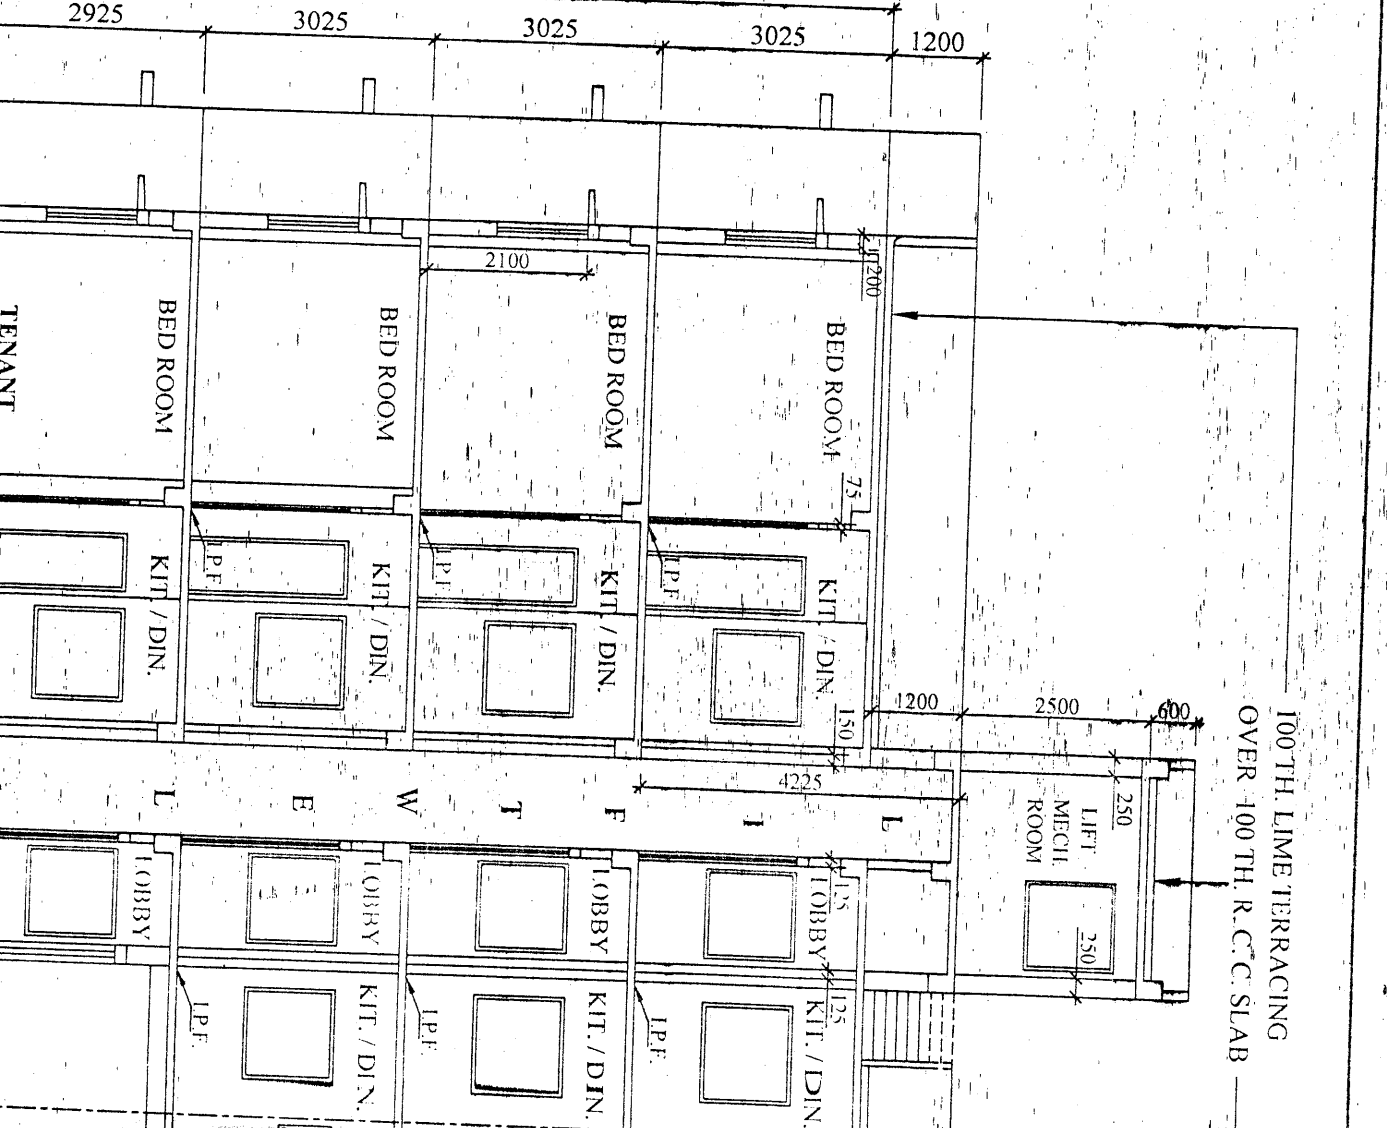 2925
3025
3025
3025
1200
2100
200
BED ROOM
BED ROOM
BED ROOM
BED ROOM
TENANT
75
I.P.F.
I.P.F.
I.P.F.
KIT. / DIN.
KIT. / DIN.
KIT. / DIN.
KIT. / DIN.
150
1200
2500
600
4225
250
L E W T F I L
LIFT
MECH.
ROOM
LOBBY
LOBBY
LOBBY
LOBBY
125
250
125
I.P.F.
I.P.F.
I.P.F.
KIT. / DIN.
KIT. / DIN.
KIT. / DIN.
100 TH. LIME TERRACING
OVER 100 TH. R.C.C. SLAB